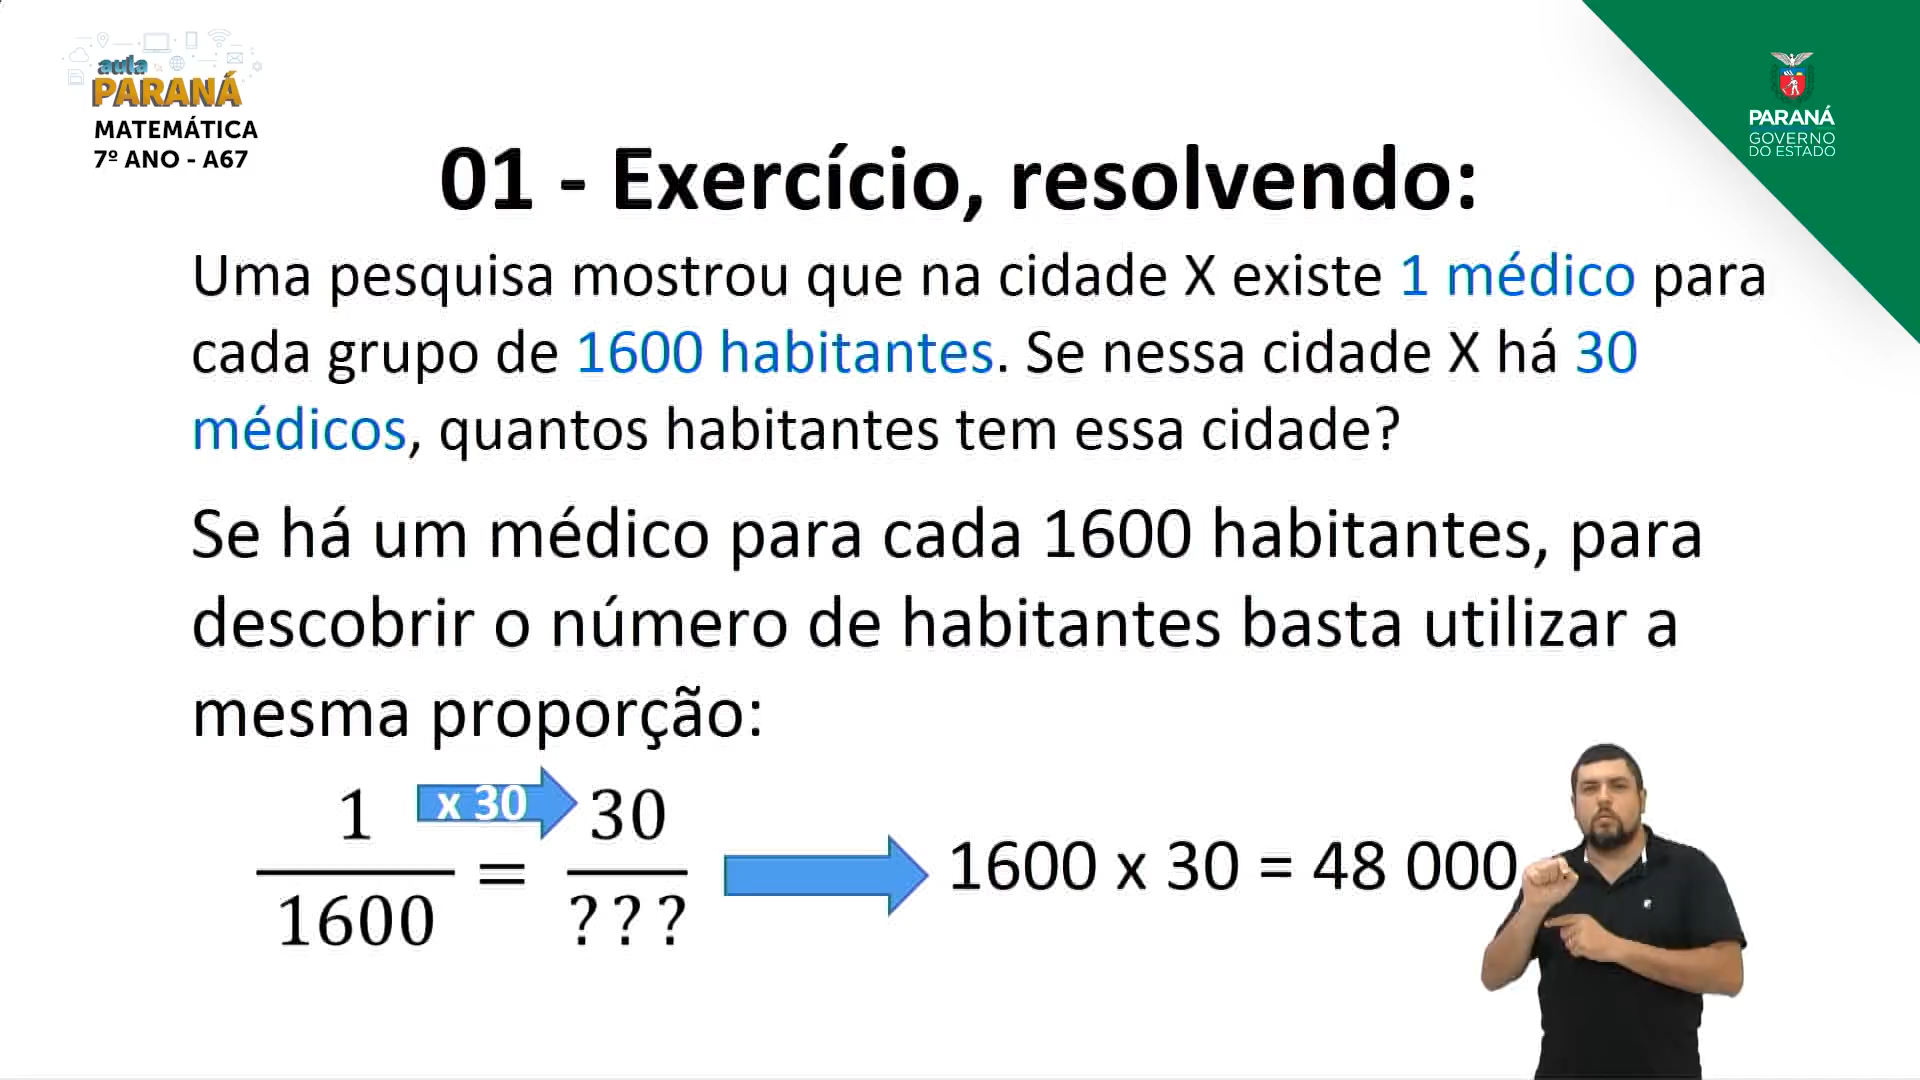 aula
PARANÁ
MATEMÁTICA
7º ANO - A67
PARANÁ
GOVERNO
DO ESTADO
01 - Exercício, resolvendo:
Uma pesquisa mostrou que na cidade X existe 1 médico para
cada grupo de 1600 habitantes. Se nessa cidade X há 30
médicos, quantos habitantes tem essa cidade?
Se há um médico para cada 1600 habitantes, para
descobrir o número de habitantes basta utilizar a
mesma proporção:
1 x 30 30
= 1600 x 30 = 48 000
1600 ???